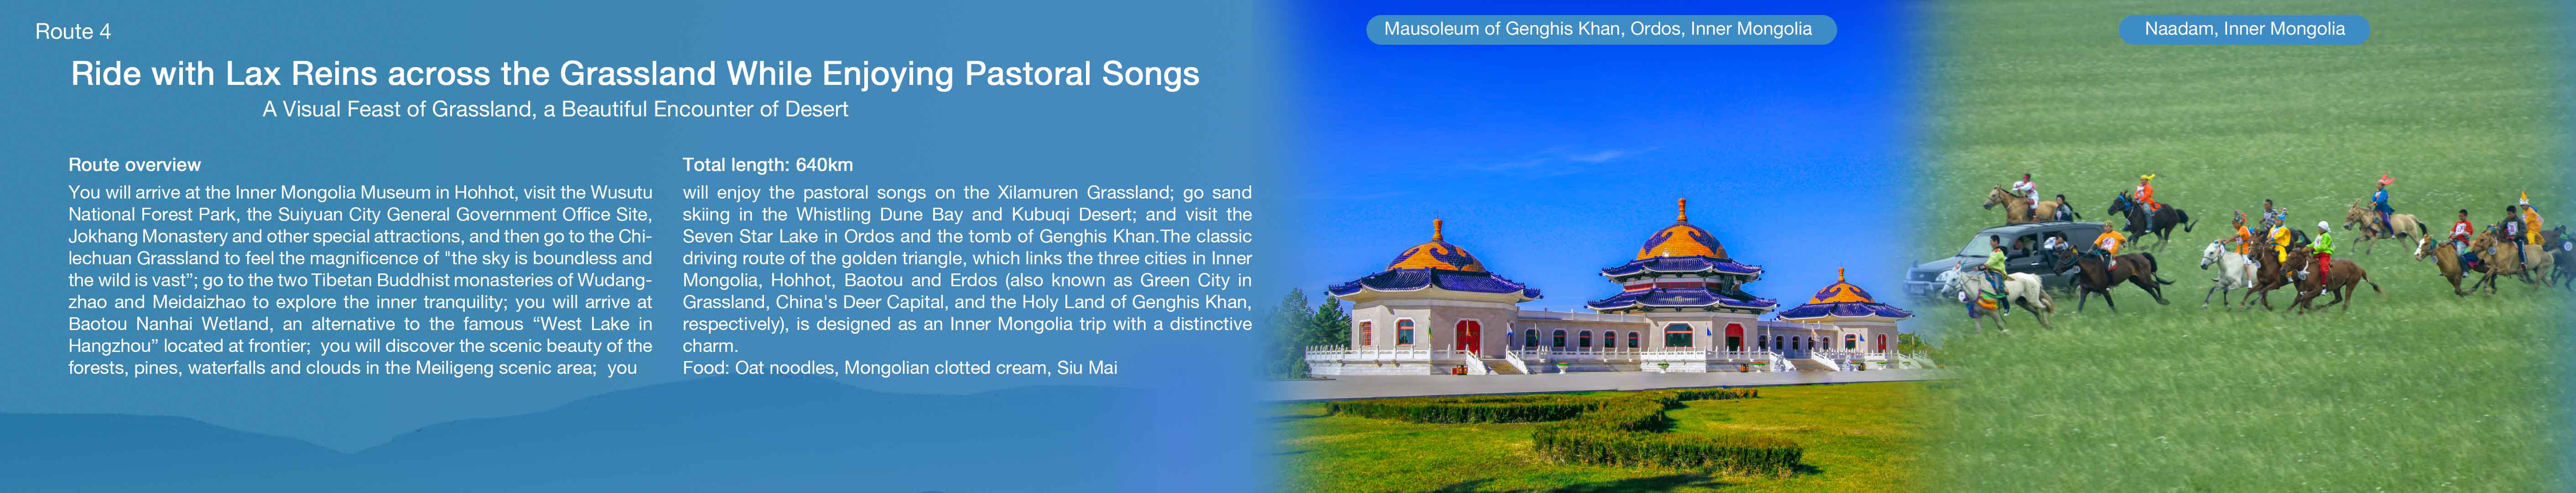 Route 4
Ride with Lax Reins across the Grassland While Enjoying Pastoral Songs
A Visual Feast of Grassland, a Beautiful Encounter of Desert
Route overview
You will arrive at the Inner Mongolia Museum in Hohhot, visit the Wusutu
National Forest Park, the Suiyuan City General Government Office Site,
Jokhang Monastery and other special attractions, and then go to the Chi-
lechuan Grassland to feel the magnificence of "the sky is boundless and
the wild is vast”; go to the two Tibetan Buddhist monasteries of Wudang-
zhao and Meidaizhao to explore the inner tranquility; you will arrive at
Baotou Nanhai Wetland, an alternative to the famous “West Lake in
Hangzhou” located at frontier;  you will discover the scenic beauty of the
forests, pines, waterfalls and clouds in the Meiligeng scenic area;  you
Total length: 640km
will enjoy the pastoral songs on the Xilamuren Grassland; go sand
skiing in the Whistling Dune Bay and Kubuqi Desert; and visit the
Seven Star Lake in Ordos and the tomb of Genghis Khan.The classic
driving route of the golden triangle, which links the three cities in Inner
Mongolia, Hohhot, Baotou and Erdos (also known as Green City in
Grassland, China's Deer Capital, and the Holy Land of Genghis Khan,
respectively), is designed as an Inner Mongolia trip with a distinctive
charm.
Food: Oat noodles, Mongolian clotted cream, Siu Mai
Mausoleum of Genghis Khan, Ordos, Inner Mongolia
Naadam, Inner Mongolia